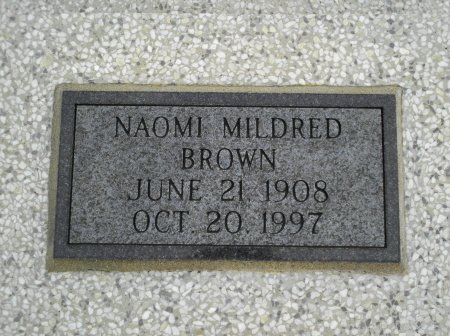 NAOMI MILDRED
BROWN
JUNE 21. 1908
OCT. 20. 1997